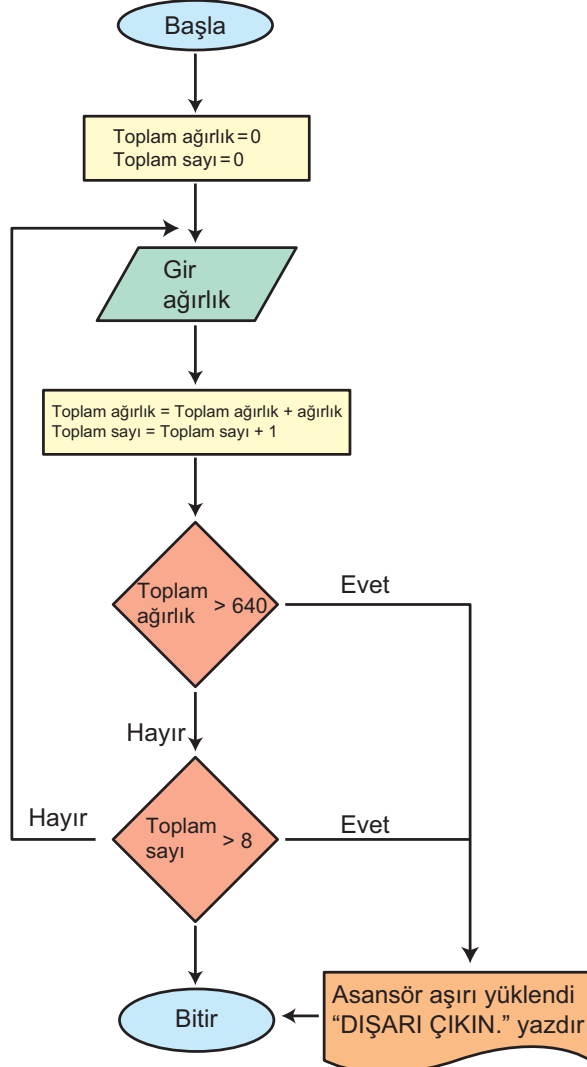 Başla
Toplam ağırlık=0
Toplam sayı=0
Gir
ağırlık
Toplam ağırlık = Toplam ağırlık + ağırlık
Toplam sayı = Toplam sayı + 1
Toplam
ağırlık > 640
Evet
Hayır
Hayır
Toplam
sayı > 8
Evet
Bitir
Asansör aşırı yüklendi
“DIŞARI ÇIKIN.” yazdır